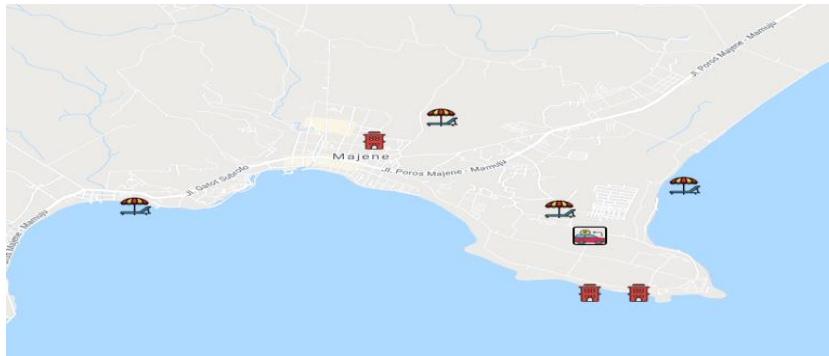 Jl. Poros Majene - Mamuju
Majene
Jl. Gatot Subroto
Jl. Poros Majene - Mamuju
Majene - Mamuju